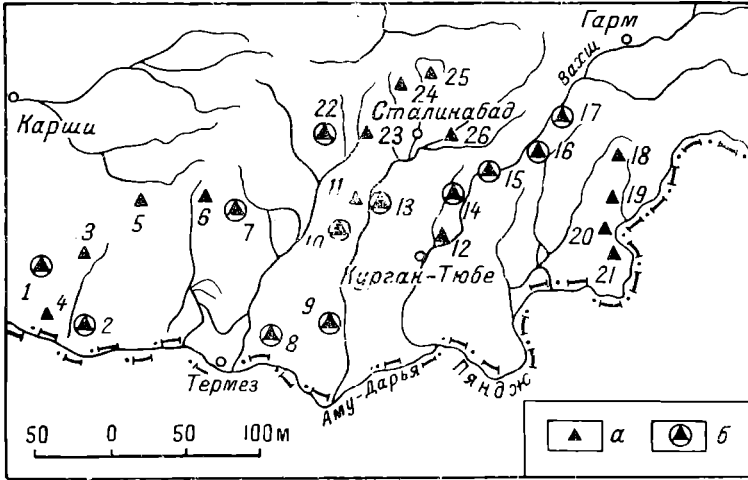 Гарм
Вахш
25
24
Сталинабад
17
22
Карши
23
26
16
18
5
6
7
11
13
14
15
19
3
10
12
20
1
Курган-Тюбе
21
4
2
9
8
Термез
Аму-Дарья
Пяндж
50 0 50 100 м
а б